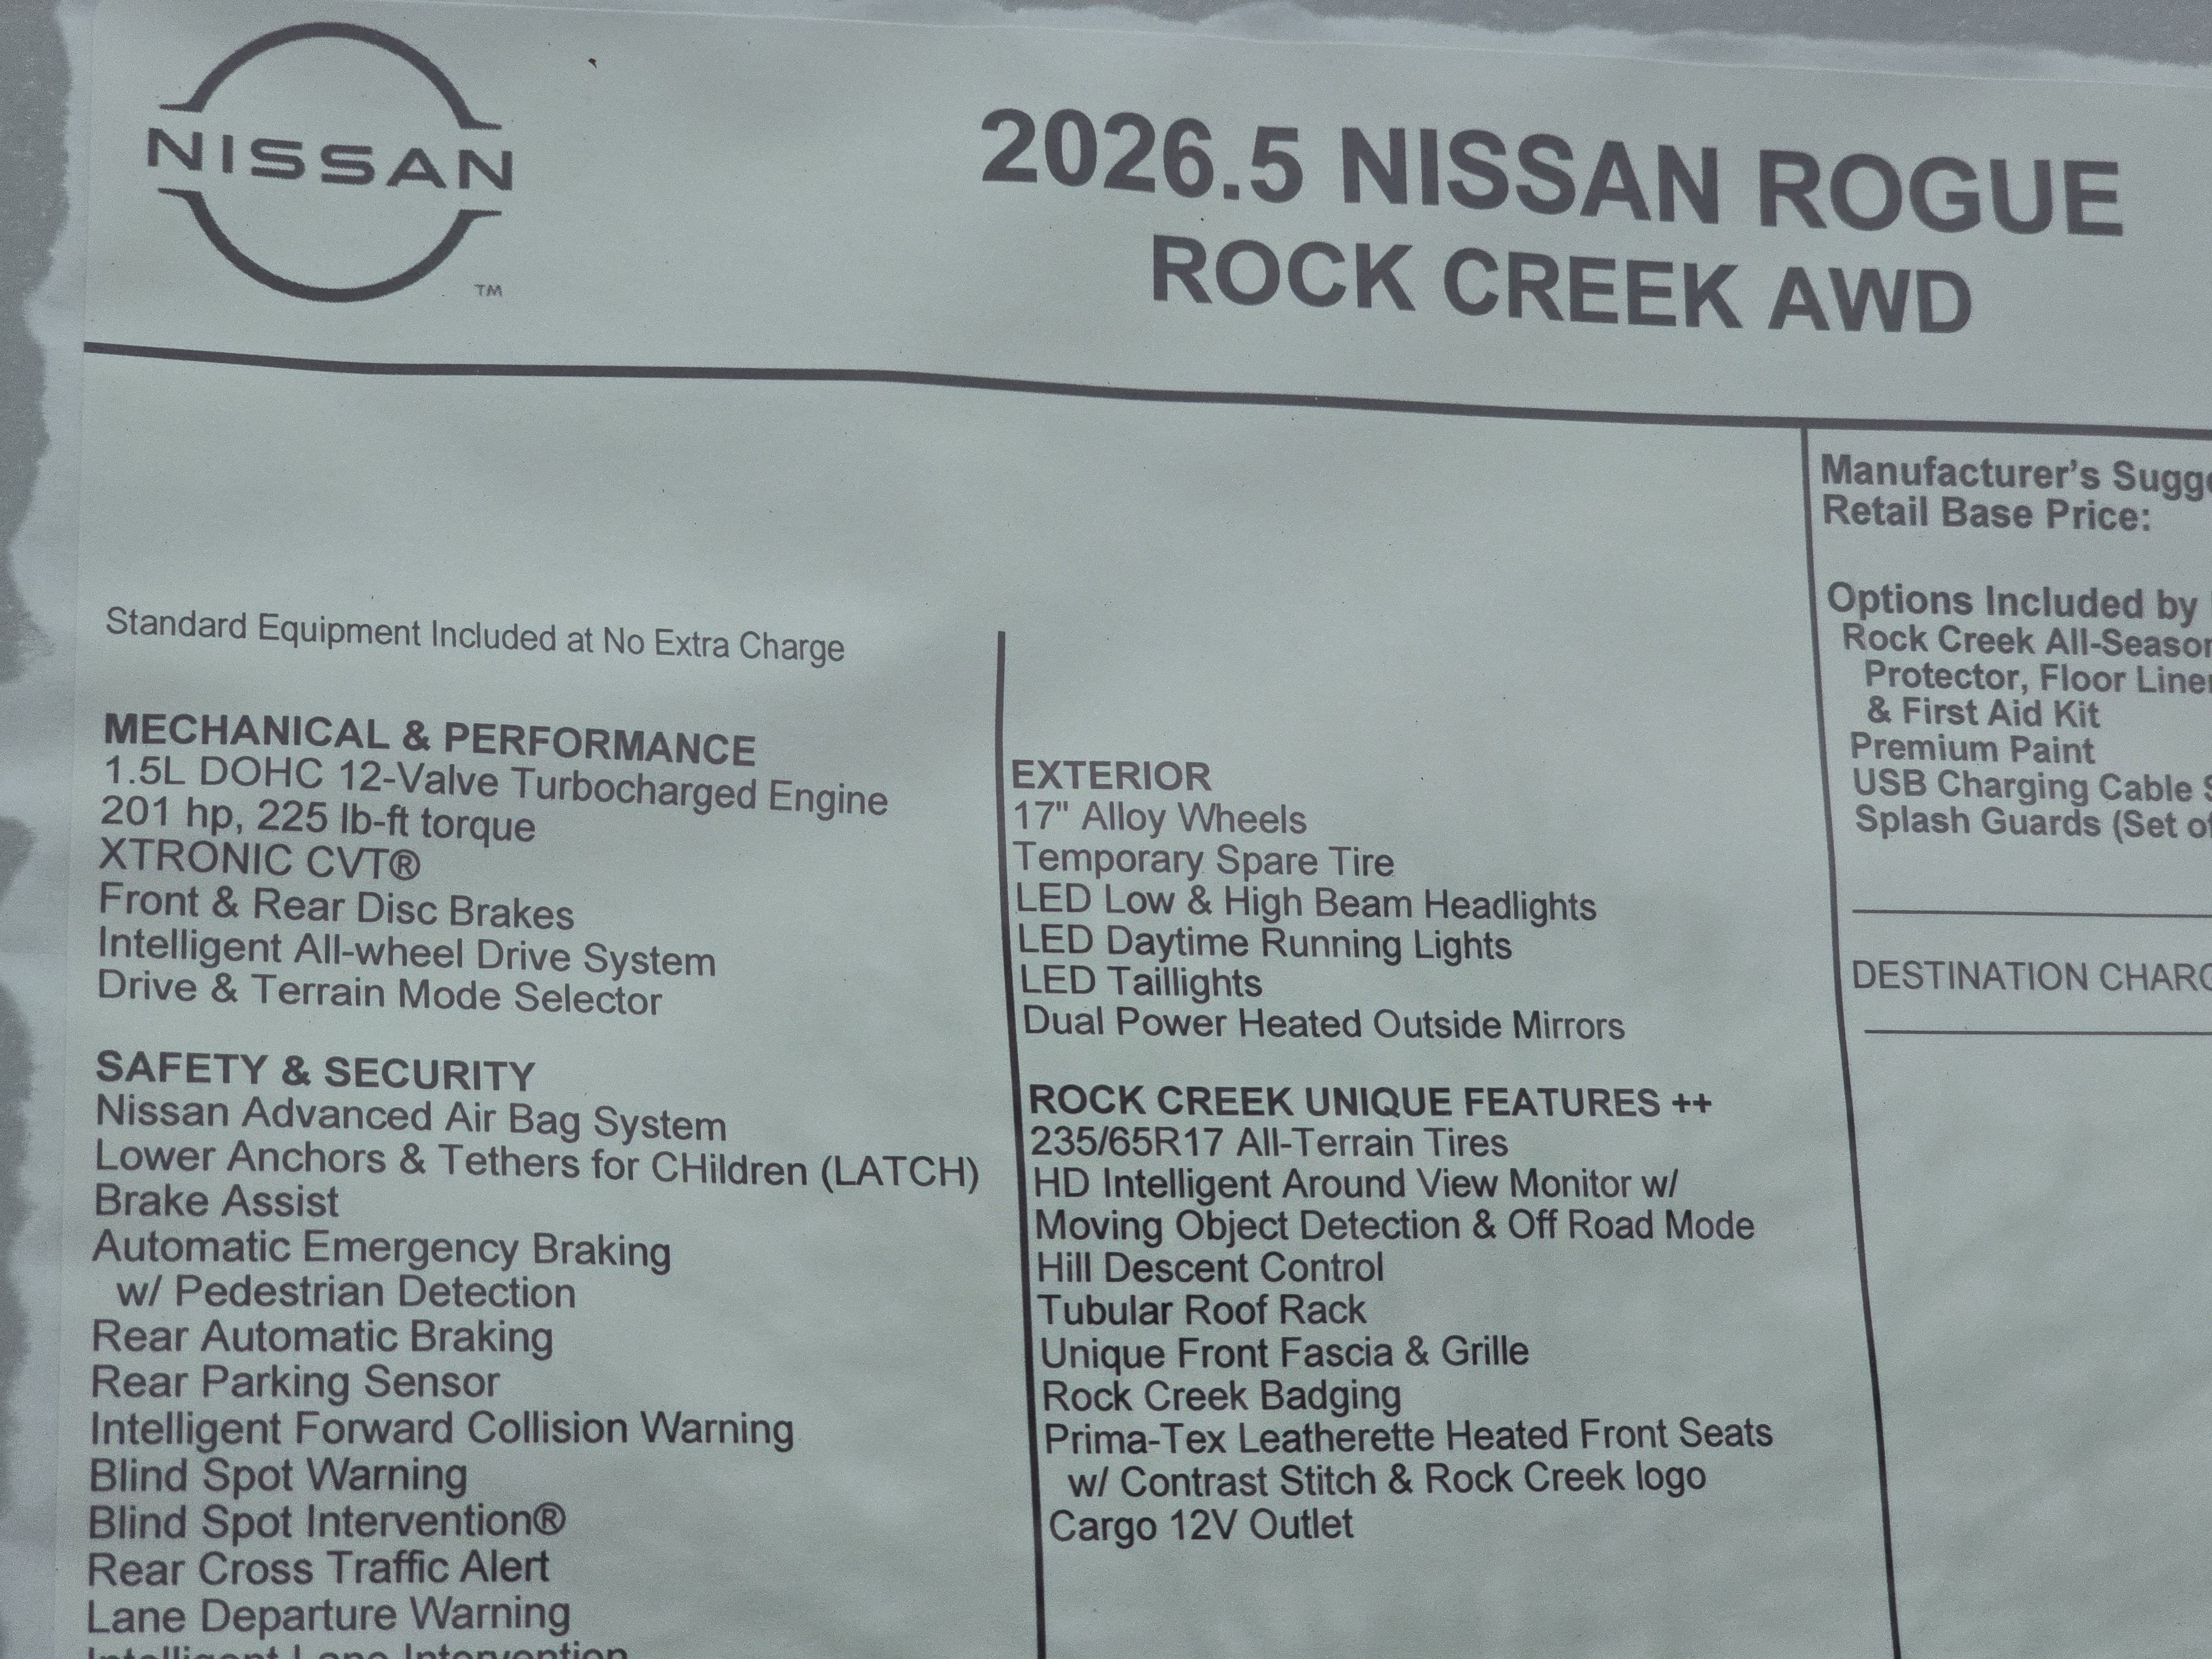 NISSAN
TM
2026.5 NISSAN ROGUE
ROCK CREEK AWD
Standard Equipment Included at No Extra Charge
MECHANICAL & PERFORMANCE
1.5L DOHC 12-Valve Turbocharged Engine
201 hp, 225 lb-ft torque
XTRONIC CVT®
Front & Rear Disc Brakes
Intelligent All-wheel Drive System
Drive & Terrain Mode Selector
SAFETY & SECURITY
Nissan Advanced Air Bag System
Lower Anchors & Tethers for CHildren (LATCH)
Brake Assist
Automatic Emergency Braking
w/ Pedestrian Detection
Rear Automatic Braking
Rear Parking Sensor
Intelligent Forward Collision Warning
Blind Spot Warning
Blind Spot Intervention®
Rear Cross Traffic Alert
Lane Departure Warning
Intelligent Lane Intervention
EXTERIOR
17" Alloy Wheels
Temporary Spare Tire
LED Low & High Beam Headlights
LED Daytime Running Lights
LED Taillights
Dual Power Heated Outside Mirrors
ROCK CREEK UNIQUE FEATURES ++
235/65R17 All-Terrain Tires
HD Intelligent Around View Monitor w/
Moving Object Detection & Off Road Mode
Hill Descent Control
Tubular Roof Rack
Unique Front Fascia & Grille
Rock Creek Badging
Prima-Tex Leatherette Heated Front Seats
w/ Contrast Stitch & Rock Creek logo
Cargo 12V Outlet
Manufacturer's
Retail Base Price:
Options Included by
Rock Creek
Protector, Floor
& First Aid Kit
Premium Paint
USB Charging Cable
Splash Guards (Set
DESTINATION